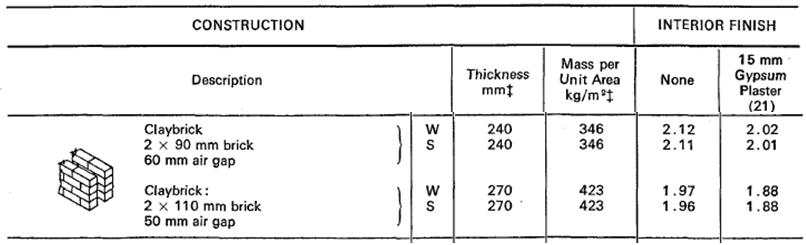 CONSTRUCTION INTERIOR FINISH
Description Thickness mm‡ Mass per Unit Area kg/m²‡ None 15 mm Gypsum Plaster (21)
Claybrick W 240 346 2.12 2.02
2 × 90 mm brick S 240 346 2.11 2.01
60 mm air gap
Claybrick: W 270 423 1.97 1.88
2 × 110 mm brick S 270 423 1.96 1.88
50 mm air gap